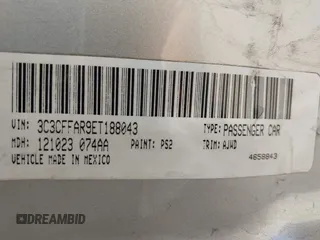 VIN: 3C3CFFAR9ET188043 TYPE: PASSENGER CAR
MDH: 121023 074AA PAINT: PS2 TRIM: AJWD
VEHICLE MADE IN MEXICO 4658843
DREAMBID